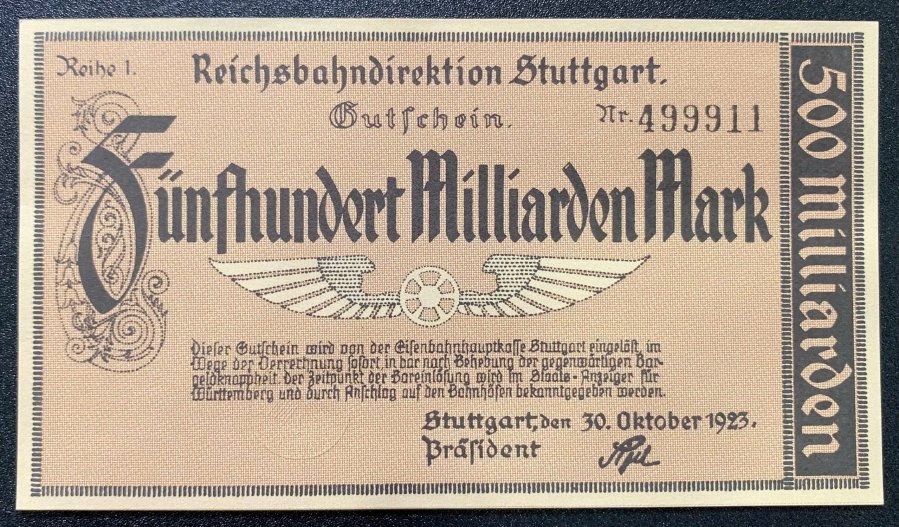 Reihe 1.
Reichsbahndirektion Stuttgart.
Gutschein.
Nr. 499911
Fünfhundert Milliarden Mark
Dieser Gutschein wird von der Eisenbahnhauptkasse Stuttgart eingelöst, im
Wege der Verrechnung sofort, in bar nach Behebung der gegenwärtigen Bar-
geldknappheit. der Zeitpunkt der Bareinlösung wird im Staats-Anzeiger für
Württemberg und durch Anschlag auf den Bahnhöfen bekanntgegeben werden.
Stuttgart, den 30. Oktober 1923.
Präsident
500 Milliarden